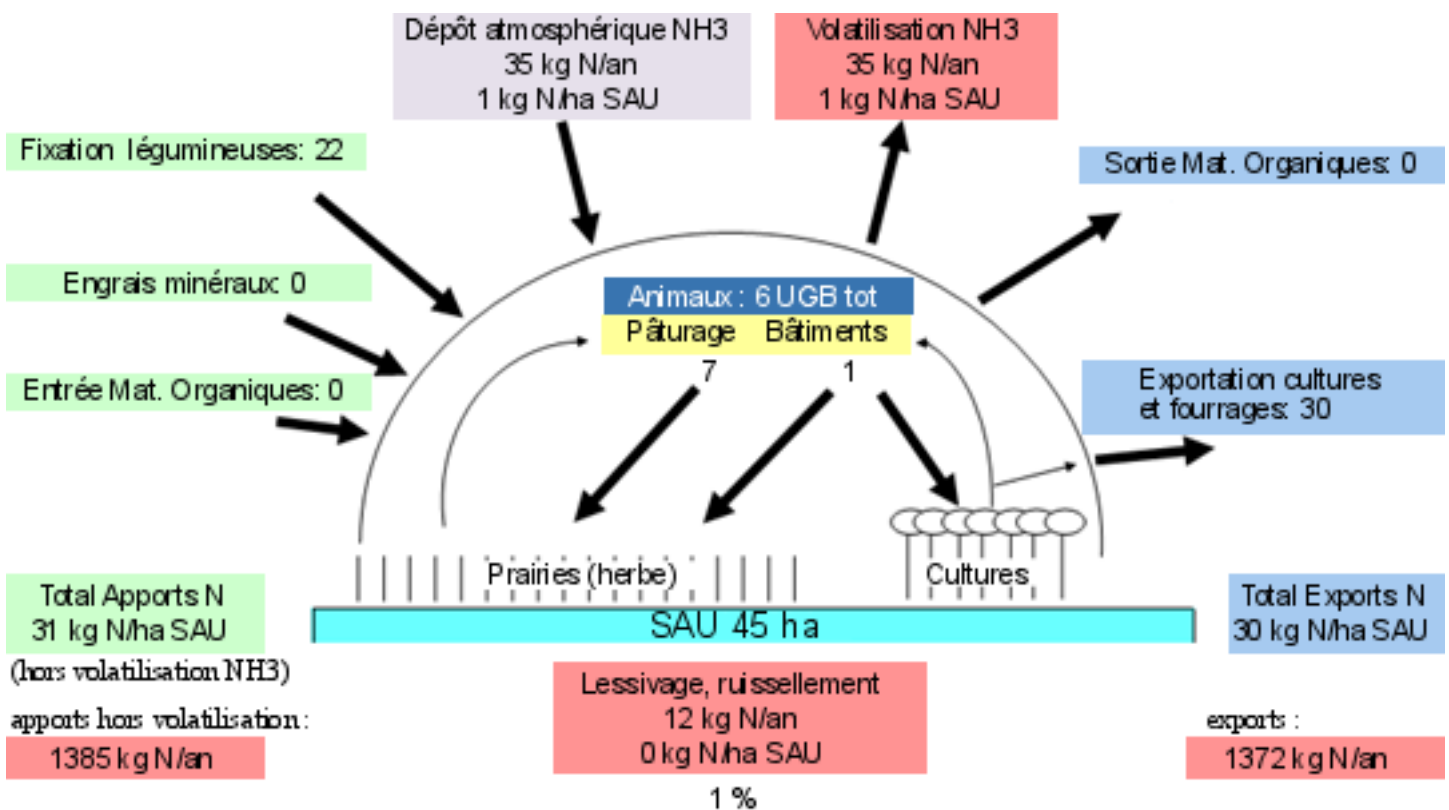 Dépôt atmosphérique NH3
35 kg N/an
1 kg N/ha SAU
Volatilisation NH3
35 kg N/an
1 kg N/ha SAU
Fixation légumineuses: 22
Sortie Mat. Organiques: 0
Engrais minéraux: 0
Animaux : 6 UGB tot
Pâturage Bâtiments
7 1
Entrée Mat. Organiques: 0
Exportation cultures
et fourrages: 30
Prairies (herbe)
Cultures
Total Apports N
31 kg N/ha SAU
(hors volatilisation NH3)
SAU 45 ha
Total Exports N
30 kg N/ha SAU
Lessivage, ruissellement
12 kg N/an
0 kg N/ha SAU
1 %
apports hors volatilisation :
1385 kg N/an
exports :
1372 kg N/an